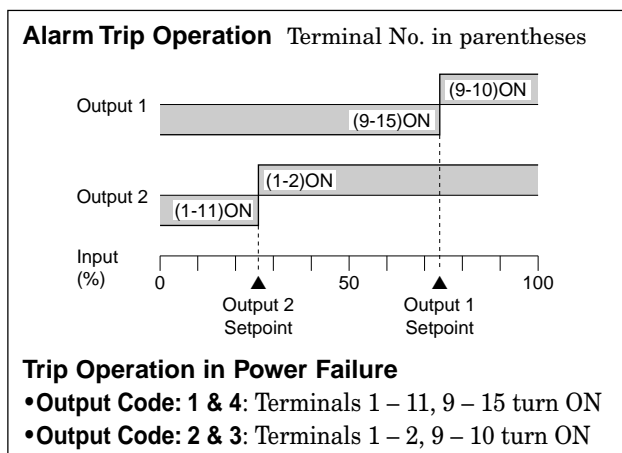 Alarm Trip Operation Terminal No. in parentheses
(9-10)ON
Output 1
(9-15)ON
(1-2)ON
Output 2
(1-11)ON
Input
(%)
0
50
100
Output 2
Setpoint
Output 1
Setpoint
Trip Operation in Power Failure
•Output Code: 1 & 4: Terminals 1 – 11, 9 – 15 turn ON
•Output Code: 2 & 3: Terminals 1 – 2, 9 – 10 turn ON